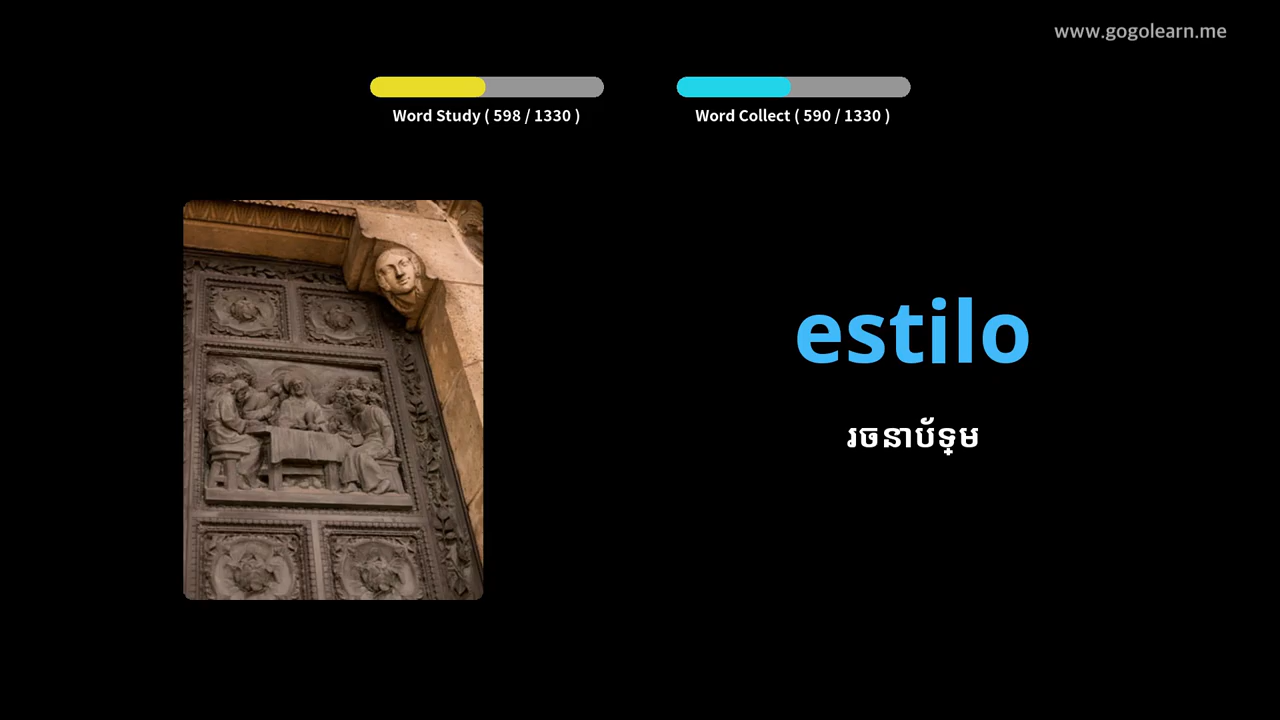 www.gogolearn.me
Word Study ( 598 / 1330 )
Word Collect ( 590 / 1330 )
estilo
រចនាប័ទ្ម